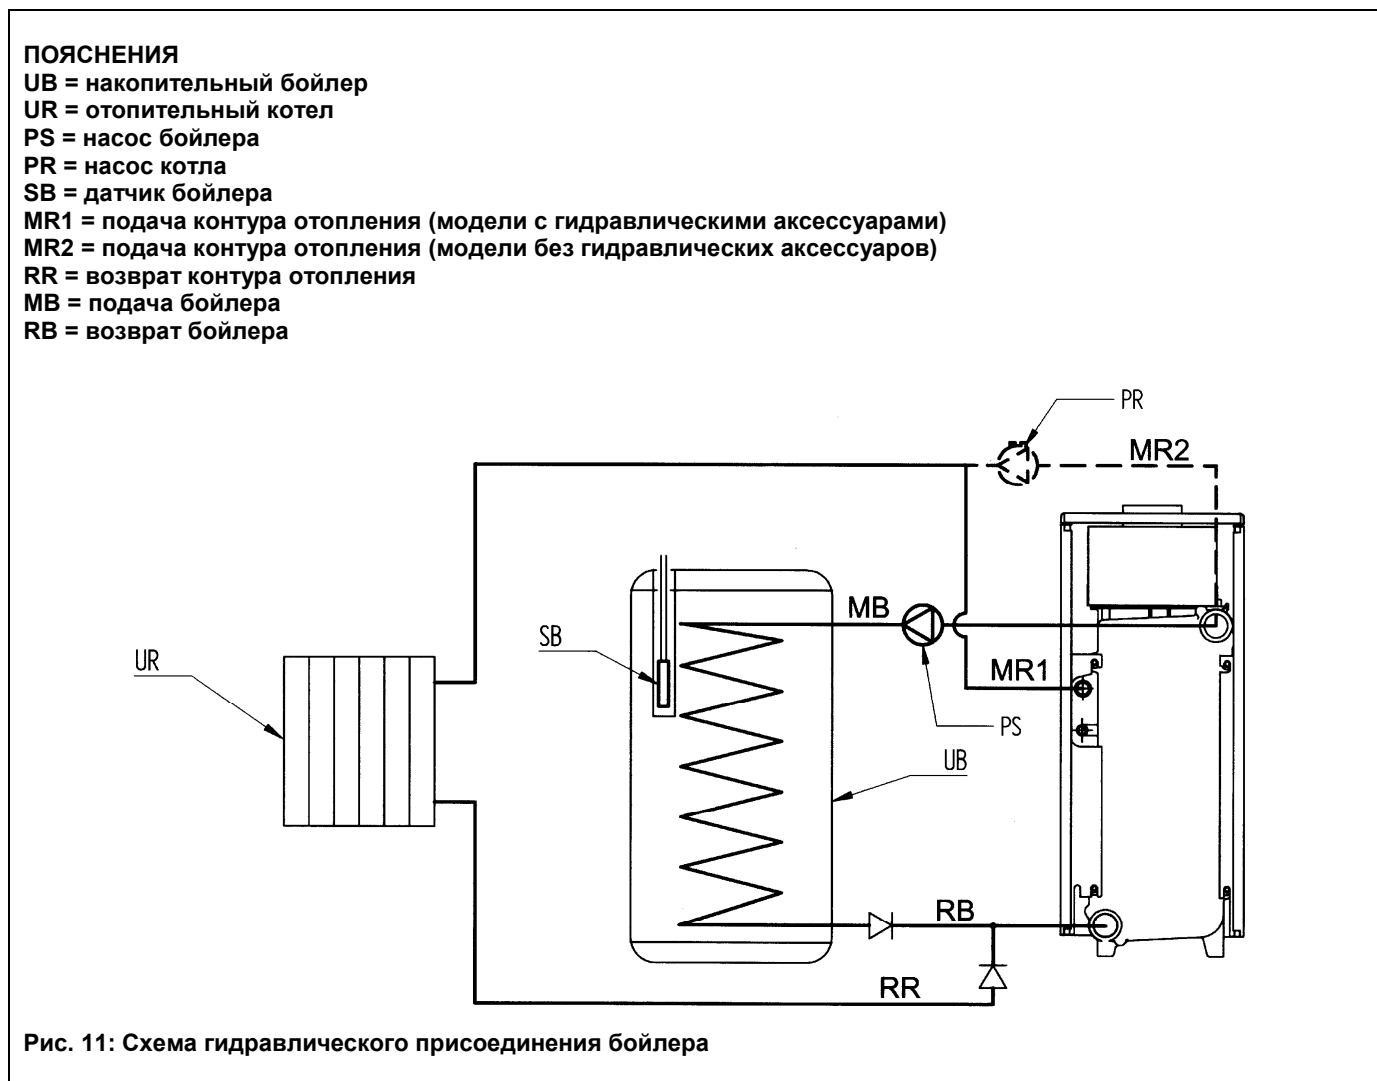 ПОЯСНЕНИЯ
UB = накопительный бойлер
UR = отопительный котел
PS = насос бойлера
PR = насос котла
SB = датчик бойлера
MR1 = подача контура отопления (модели с гидравлическими аксессуарами)
MR2 = подача контура отопления (модели без гидравлических аксессуаров)
RR = возврат контура отопления
MB = подача бойлера
RB = возврат бойлера
PR
MR2
MB
SB
UR
MR1
PS
UB
RB
RR
Рис. 11: Схема гидравлического присоединения бойлера